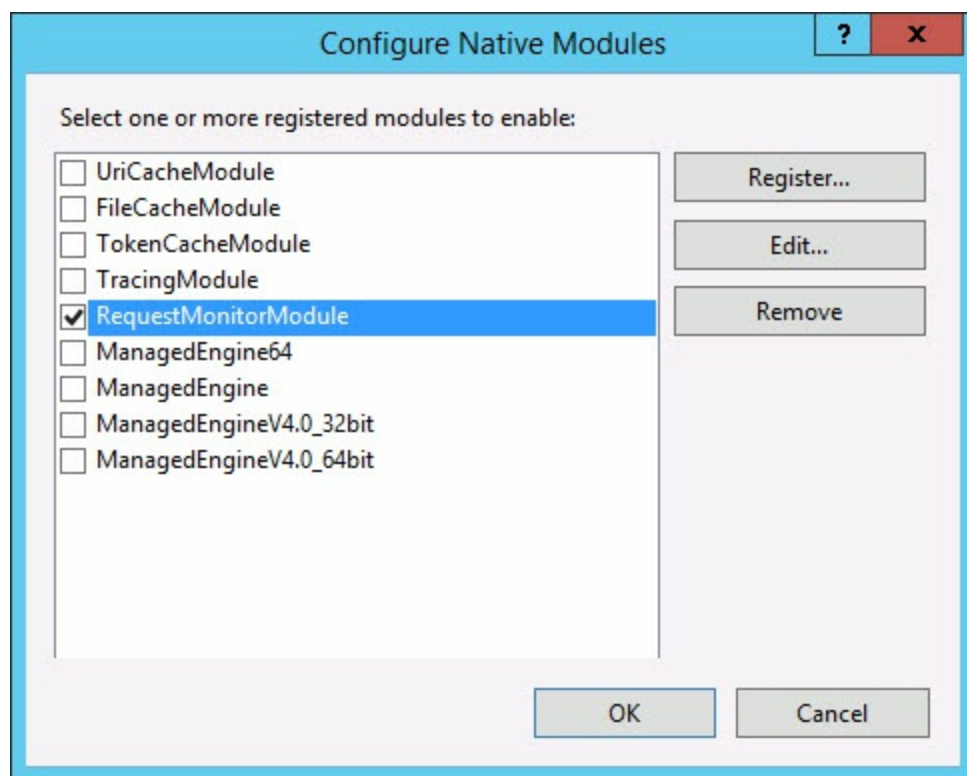 Configure Native Modules
?
x
Select one or more registered modules to enable:
UriCacheModule
FileCacheModule
TokenCacheModule
TracingModule
RequestMonitorModule
ManagedEngine64
ManagedEngine
ManagedEngineV4.0_32bit
ManagedEngineV4.0_64bit
Register...
Edit...
Remove
OK
Cancel